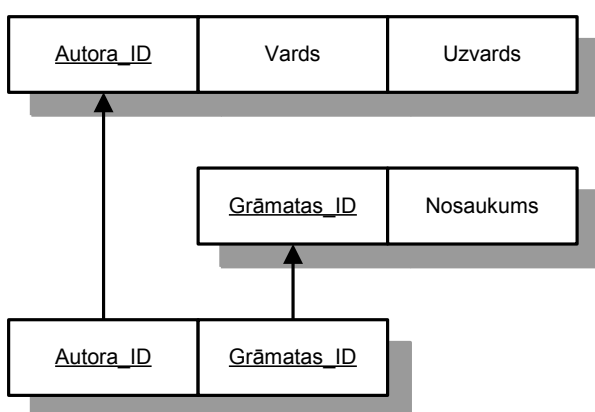 Autora_ID Vards Uzvards
Grāmatas_ID Nosaukums
Autora_ID Grāmatas_ID